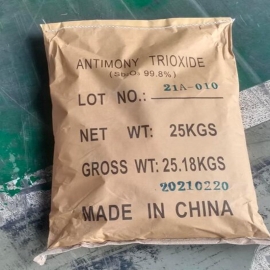 ANTIMONY TRIOXIDE
(Sb₂O₃ 99.8%)
LOT NO.: 21A-010
NET WT: 25KGS
GROSS WT: 25.18KGS
20210220
MADE IN CHINA